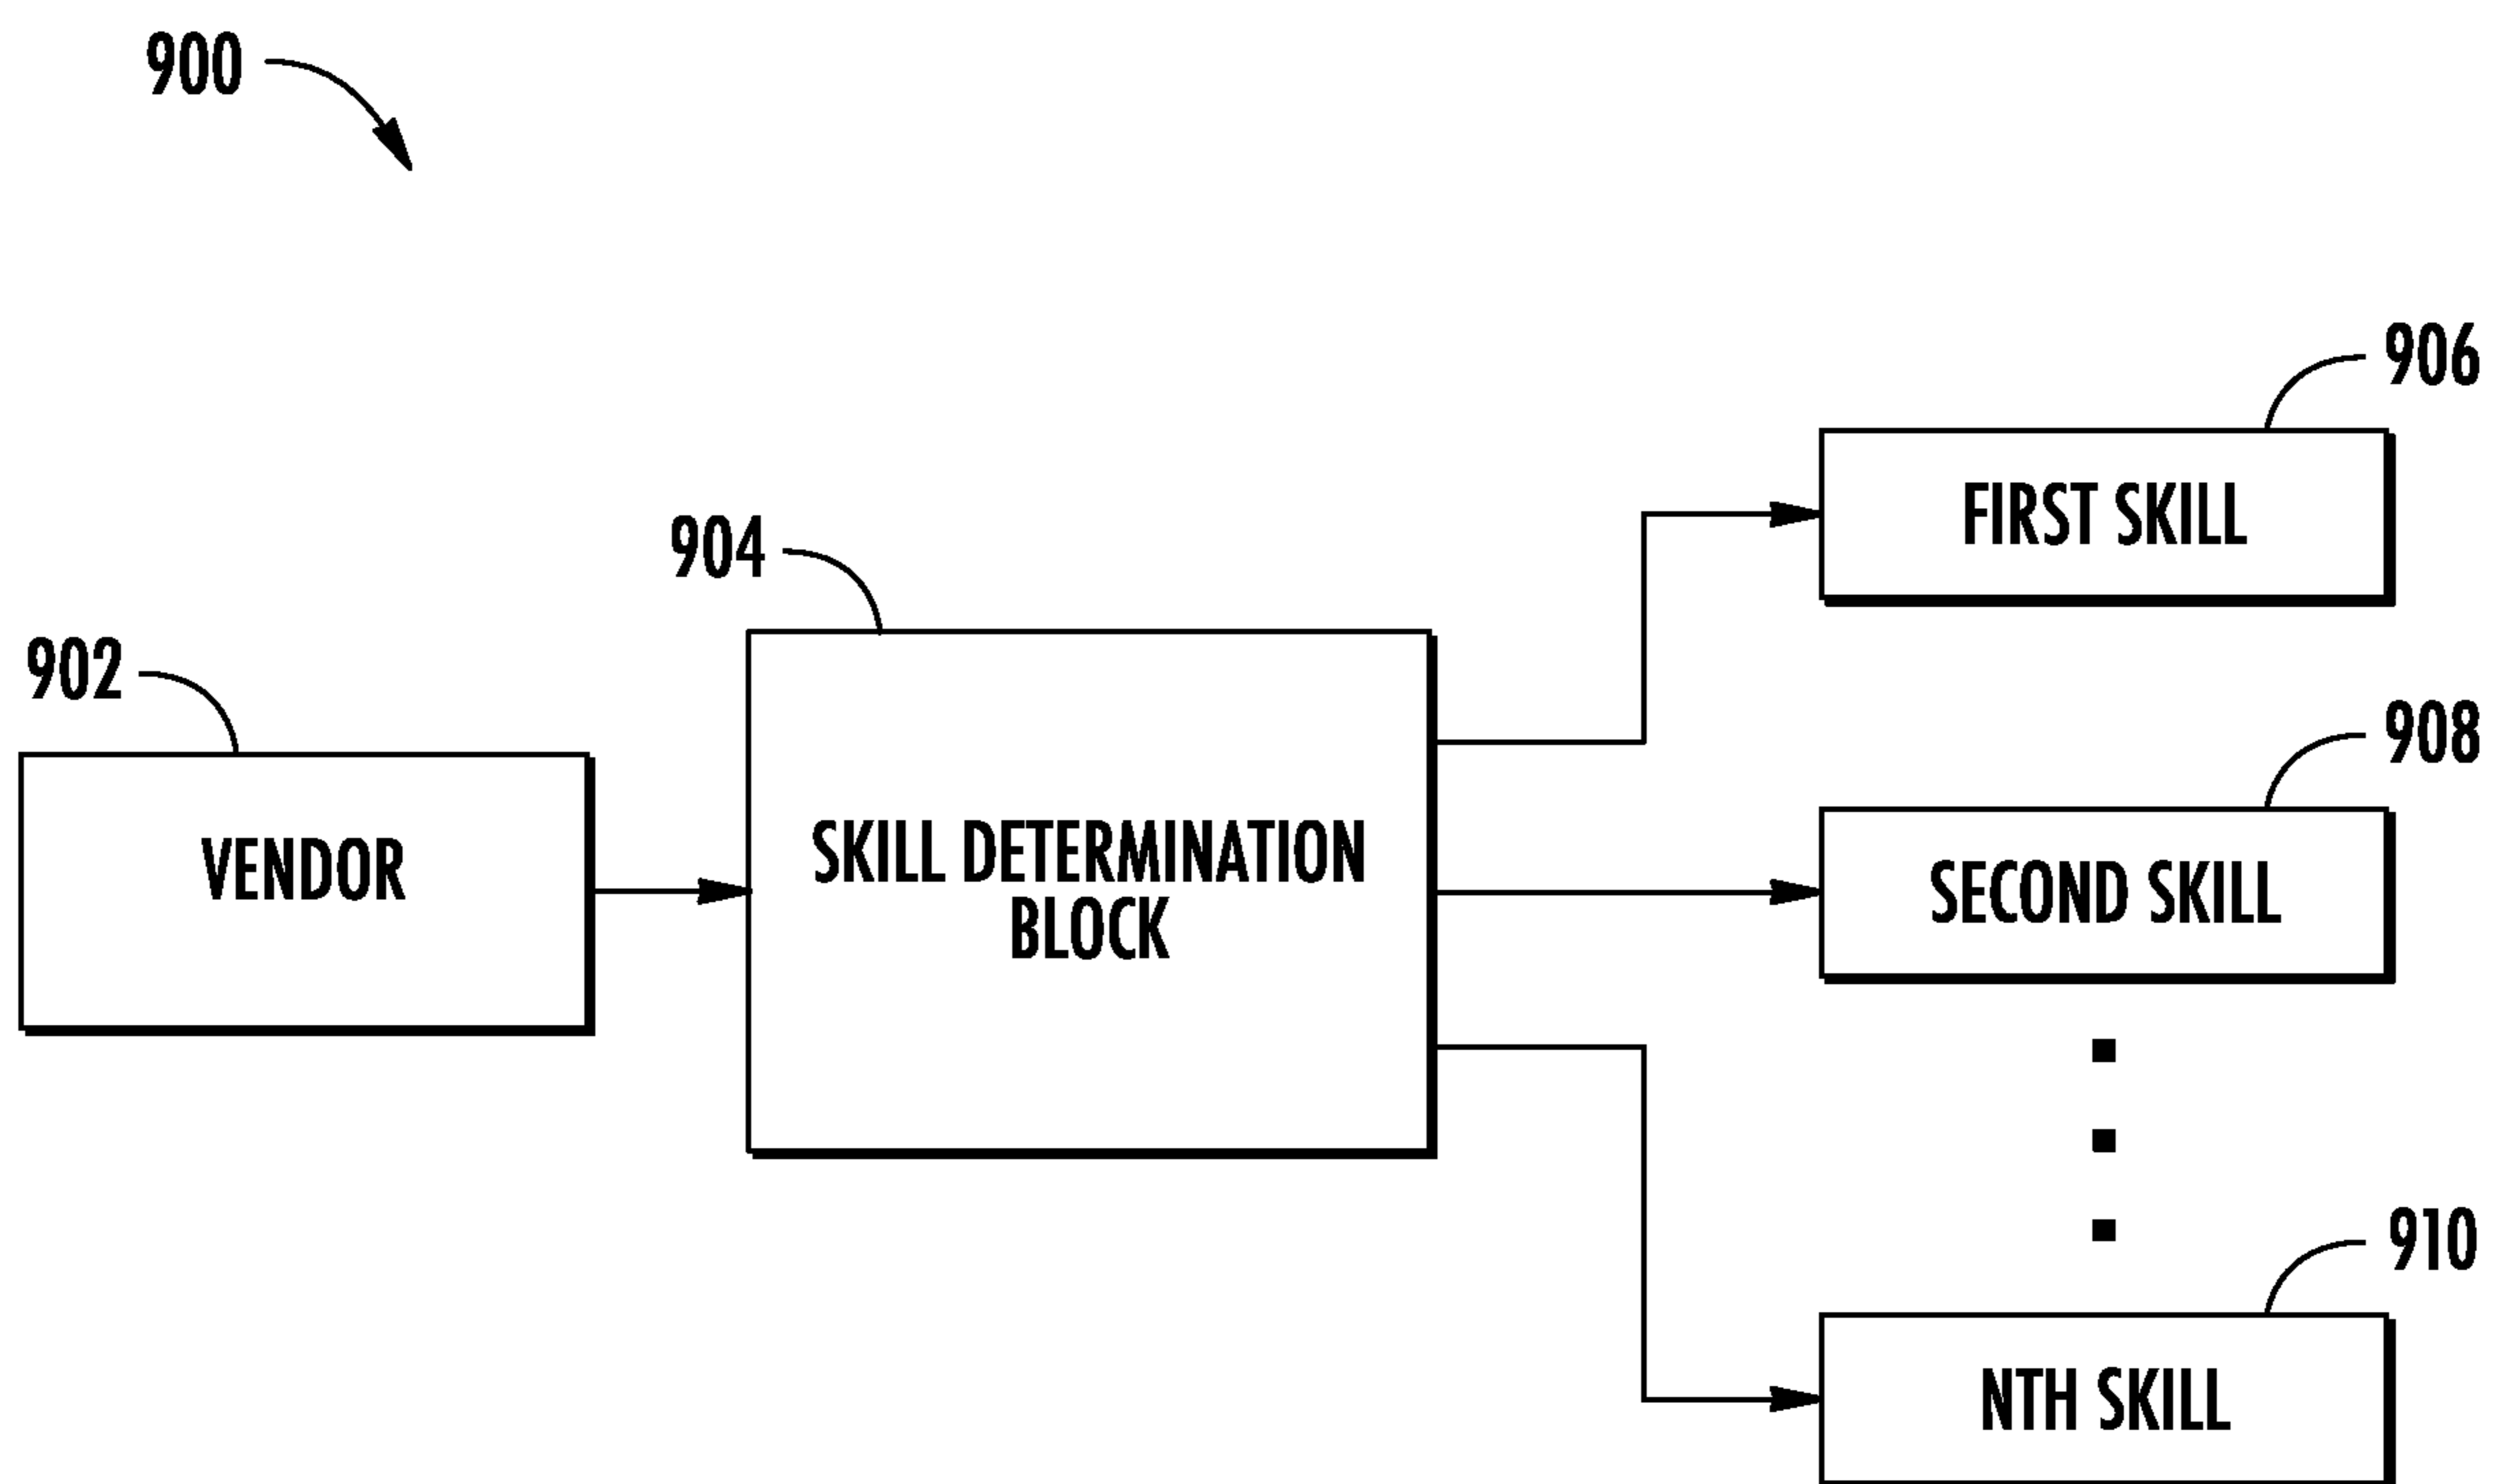 900
906
FIRST SKILL
904
902
908
VENDOR
SKILL DETERMINATION
BLOCK
SECOND SKILL
910
NTH SKILL